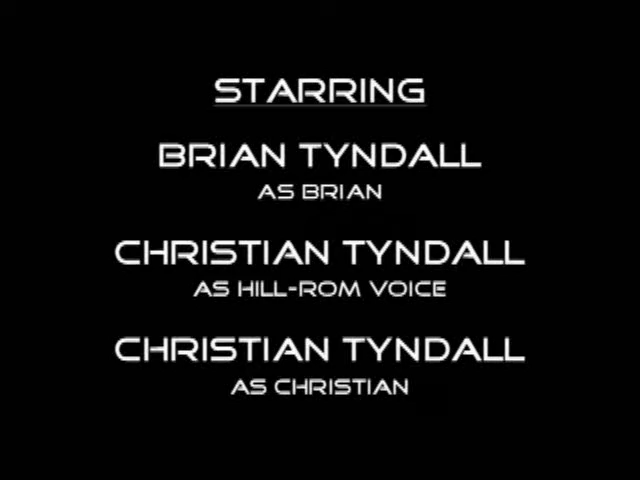 STARRING
BRIAN TYNDALL
AS BRIAN
CHRISTIAN TYNDALL
AS HILL-ROM VOICE
CHRISTIAN TYNDALL
AS CHRISTIAN